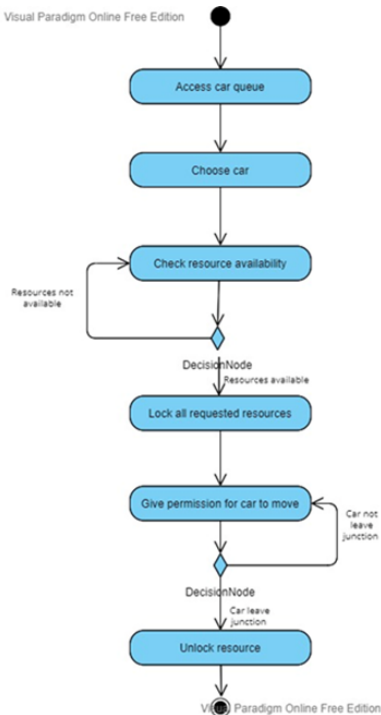 Visual Paradigm Online Free Edition
Access car queue
Choose car
Check resource availability
Resources not
available
DecisionNode
Resources available
Lock all requested resources
Give permission for car to move
Car not
leave
junction
DecisionNode
Car leave
junction
Unlock resource
Visual Paradigm Online Free Edition